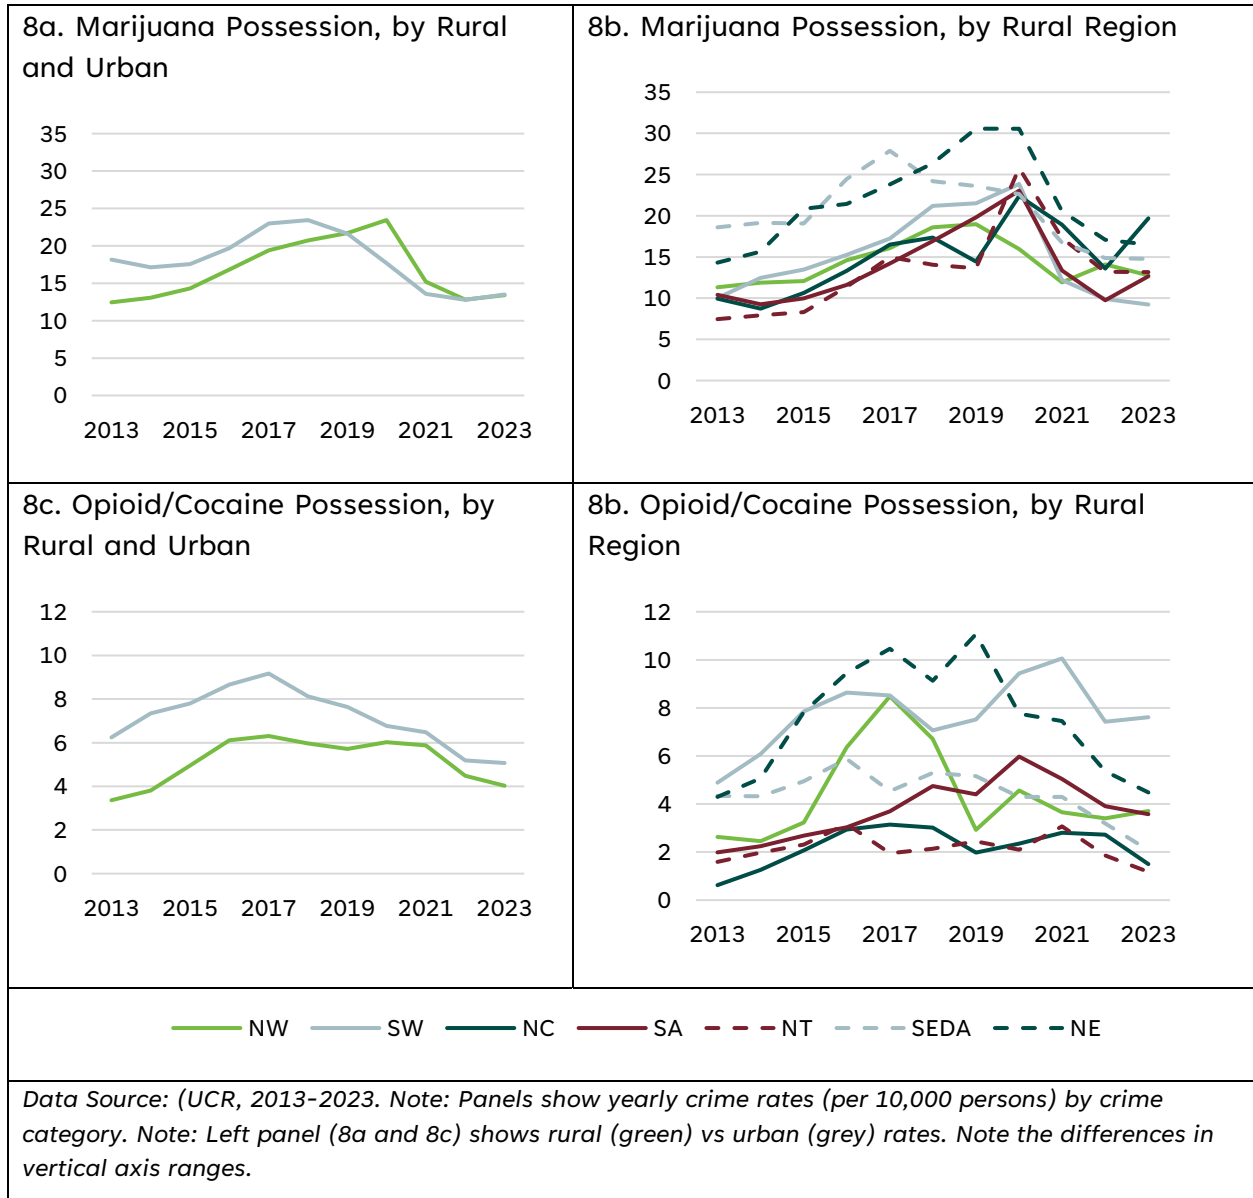 8a. Marijuana Possession, by Rural
and Urban
35
30
25
20
15
10
5
0
2013 2015 2017 2019 2021 2023
8b. Marijuana Possession, by Rural Region
35
30
25
20
15
10
5
0
2013 2015 2017 2019 2021 2023
8c. Opioid/Cocaine Possession, by
Rural and Urban
12
10
8
6
4
2
0
2013 2015 2017 2019 2021 2023
8b. Opioid/Cocaine Possession, by Rural
Region
12
10
8
6
4
2
0
2013 2015 2017 2019 2021 2023
NW SW NC SA NT SEDA NE
Data Source: (UCR, 2013-2023. Note: Panels show yearly crime rates (per 10,000 persons) by crime
category. Note: Left panel (8a and 8c) shows rural (green) vs urban (grey) rates. Note the differences in
vertical axis ranges.